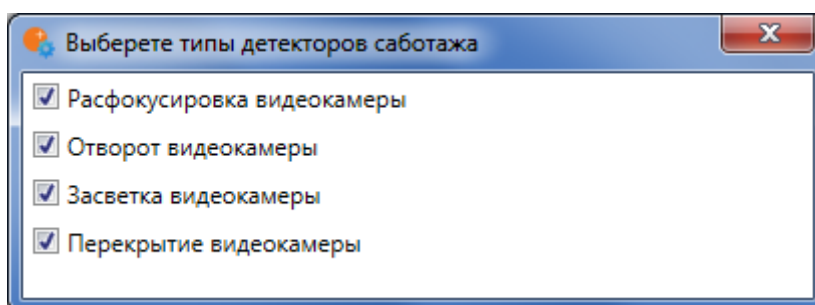 Выберете типы детекторов саботажа
Расфокусировка видеокамеры
Отворот видеокамеры
Засветка видеокамеры
Перекрытие видеокамеры